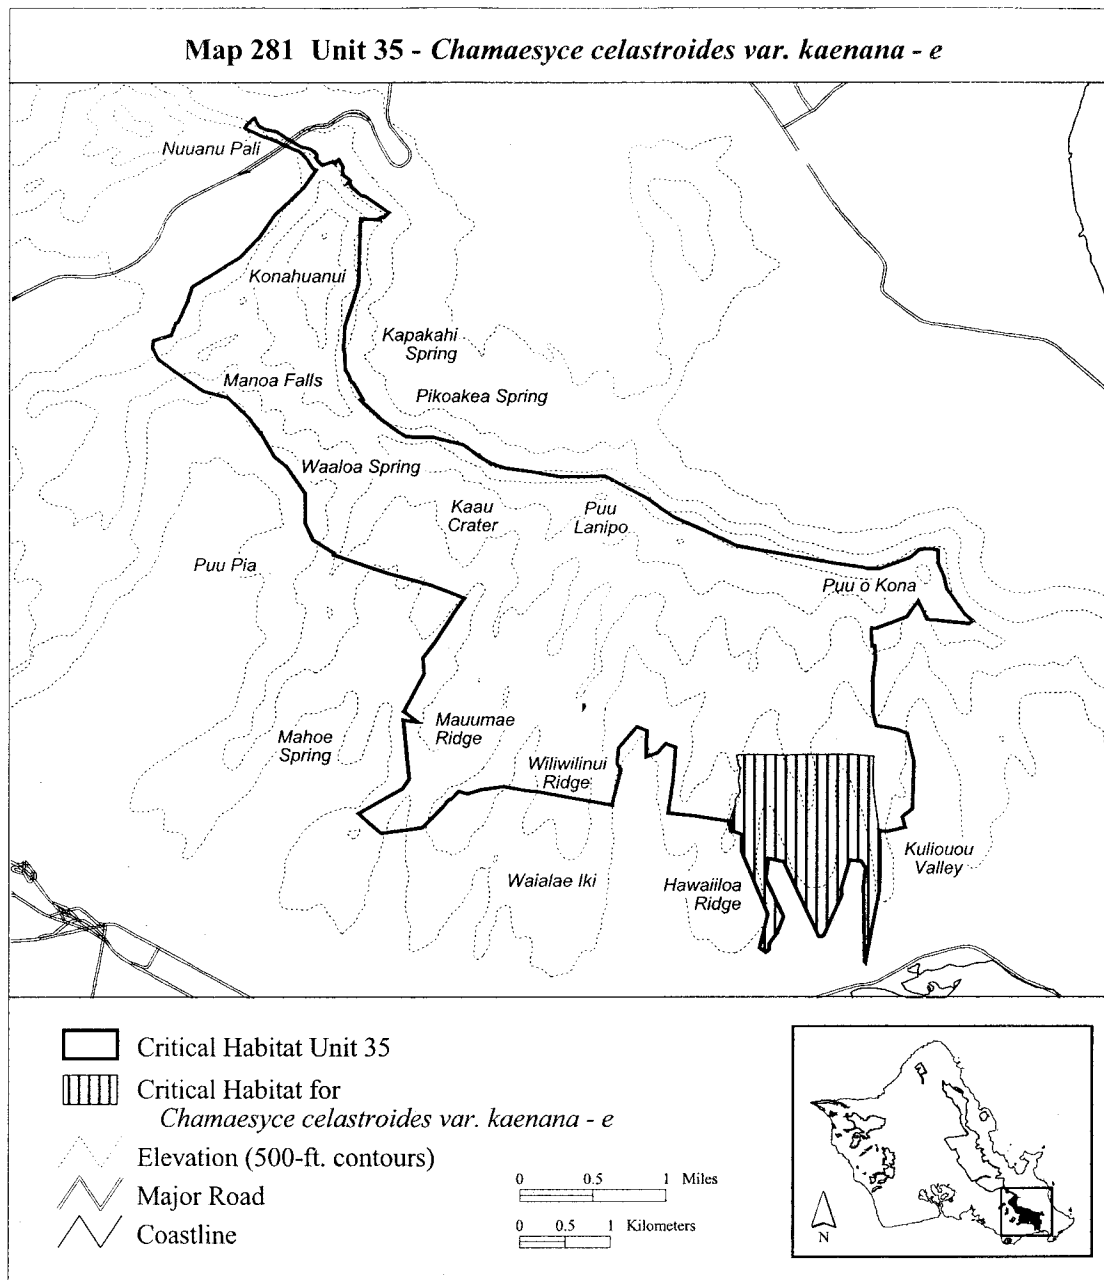 Map 281 Unit 35 - Chamaesyce celastroides var. kaenana - e
Nuuanu Pali
Konahuanui
Kapakahi
Spring
Manoa Falls
Pikoakea Spring
Waaloa Spring
Kaau
Crater
Puu
Lanipo
Puu Pia
Puu o Kona
Mahoe
Spring
Mauumae
Ridge
Wiliwilinui
Ridge
Kuliouou
Valley
Waialae Iki
Hawaiiloa
Ridge
Critical Habitat Unit 35
Critical Habitat for
Chamaesyce celastroides var. kaenana - e
Elevation (500-ft. contours)
Major Road
Coastline
0 0.5 1 Miles
0 0.5 1 Kilometers
N